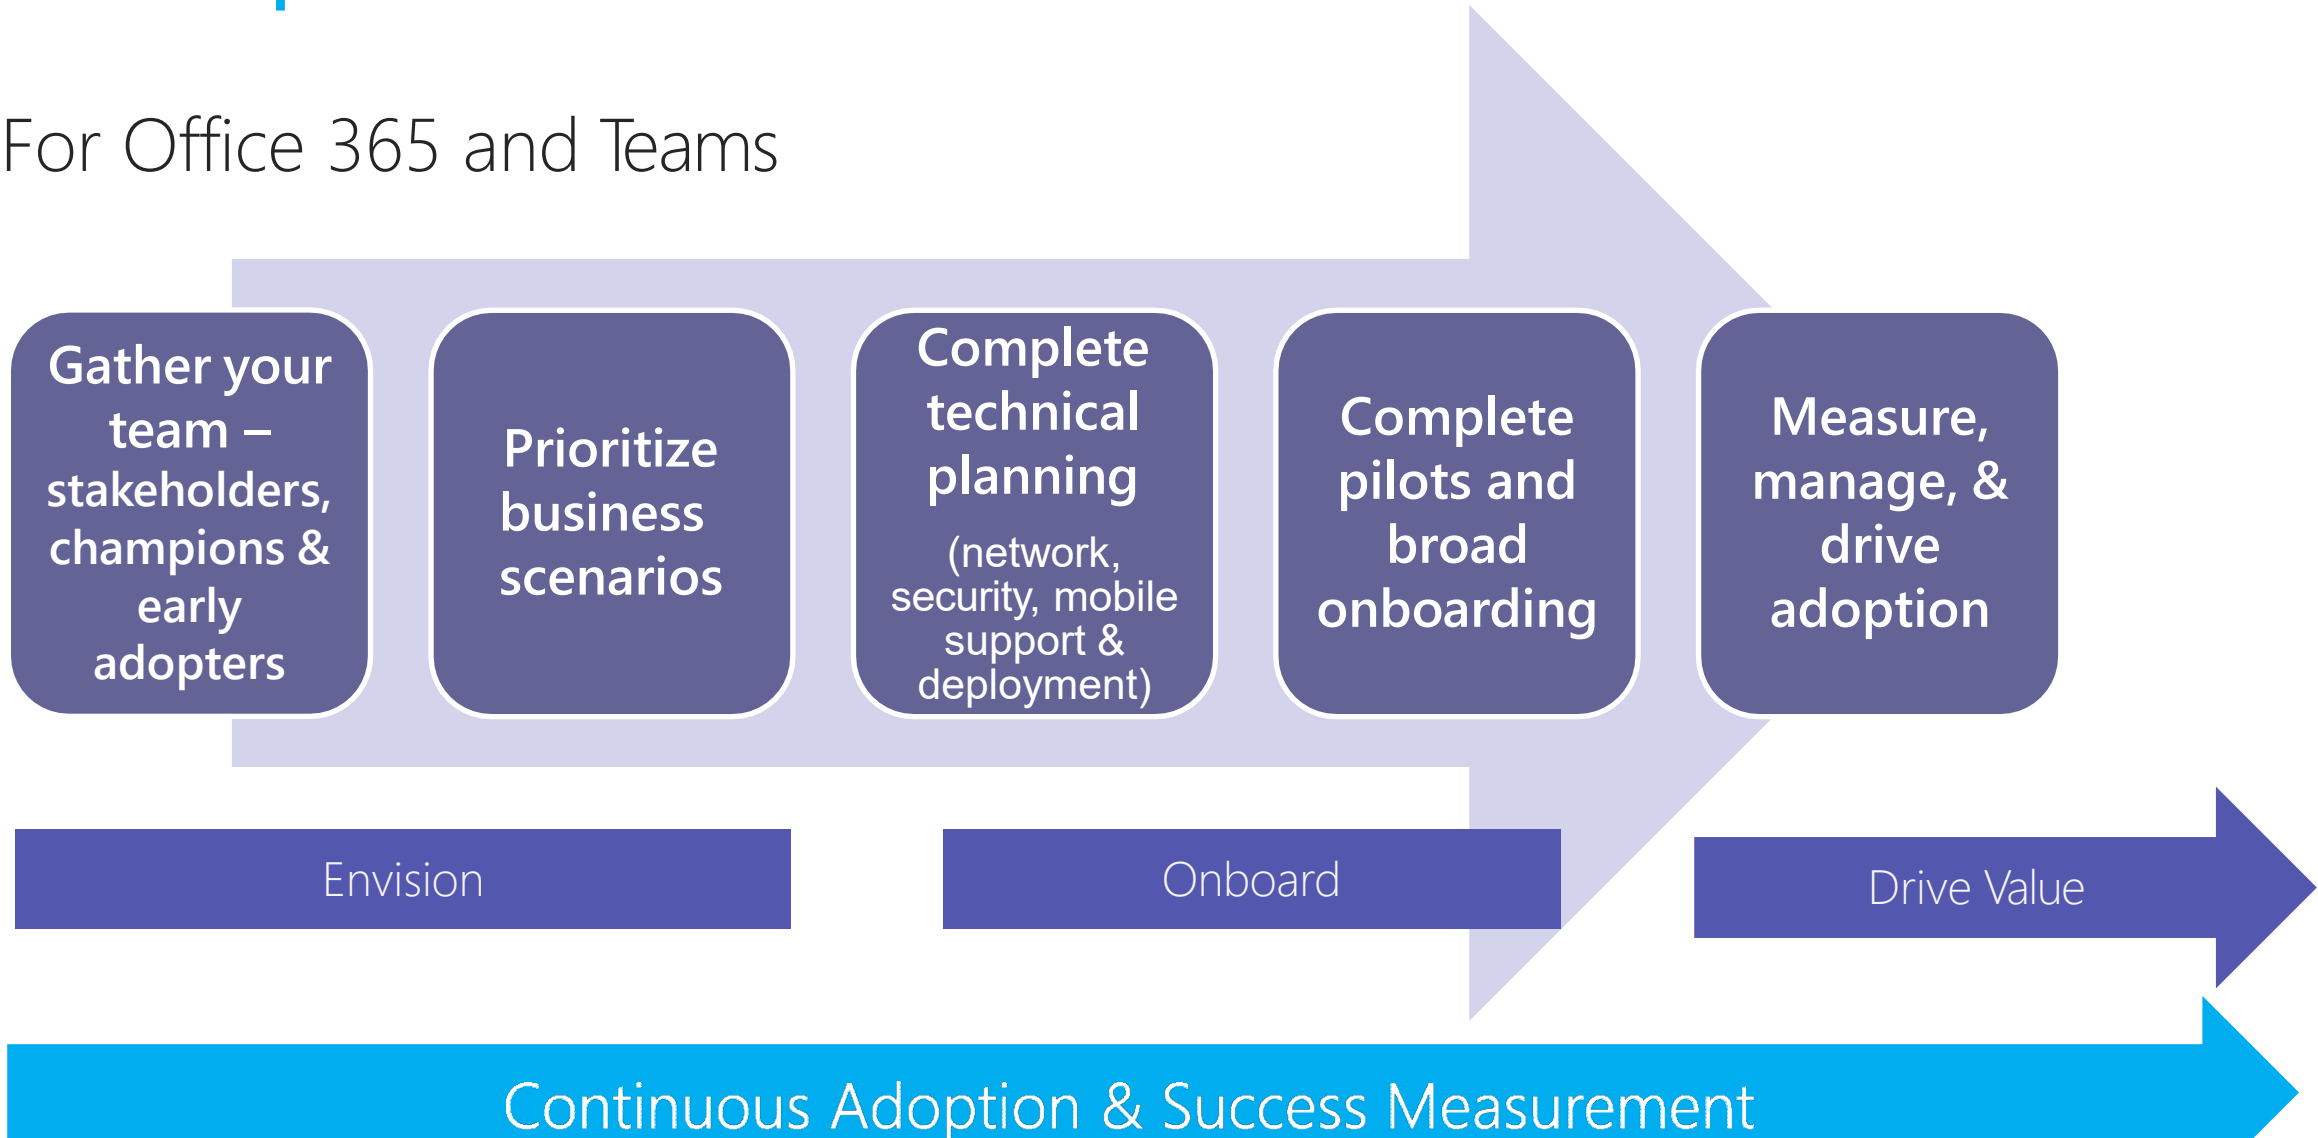 For Office 365 and Teams
Gather your
team –
stakeholders,
champions &
early
adopters
Prioritize
business
scenarios
Complete
technical
planning
(network,
security, mobile
support &
deployment)
Complete
pilots and
broad
onboarding
Measure,
manage, &
drive
adoption
Envision
Onboard
Drive Value
Continuous Adoption & Success Measurement